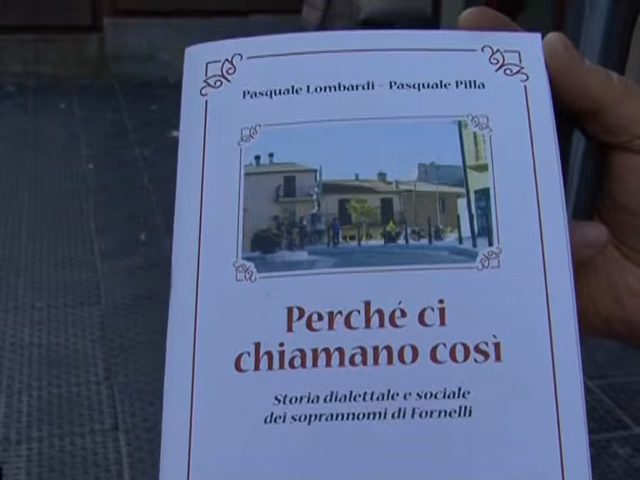 Pasquale Lombardi - Pasquale Pilla
Perché ci
chiamano così
Storia dialettale e sociale
dei soprannomi di Fornelli